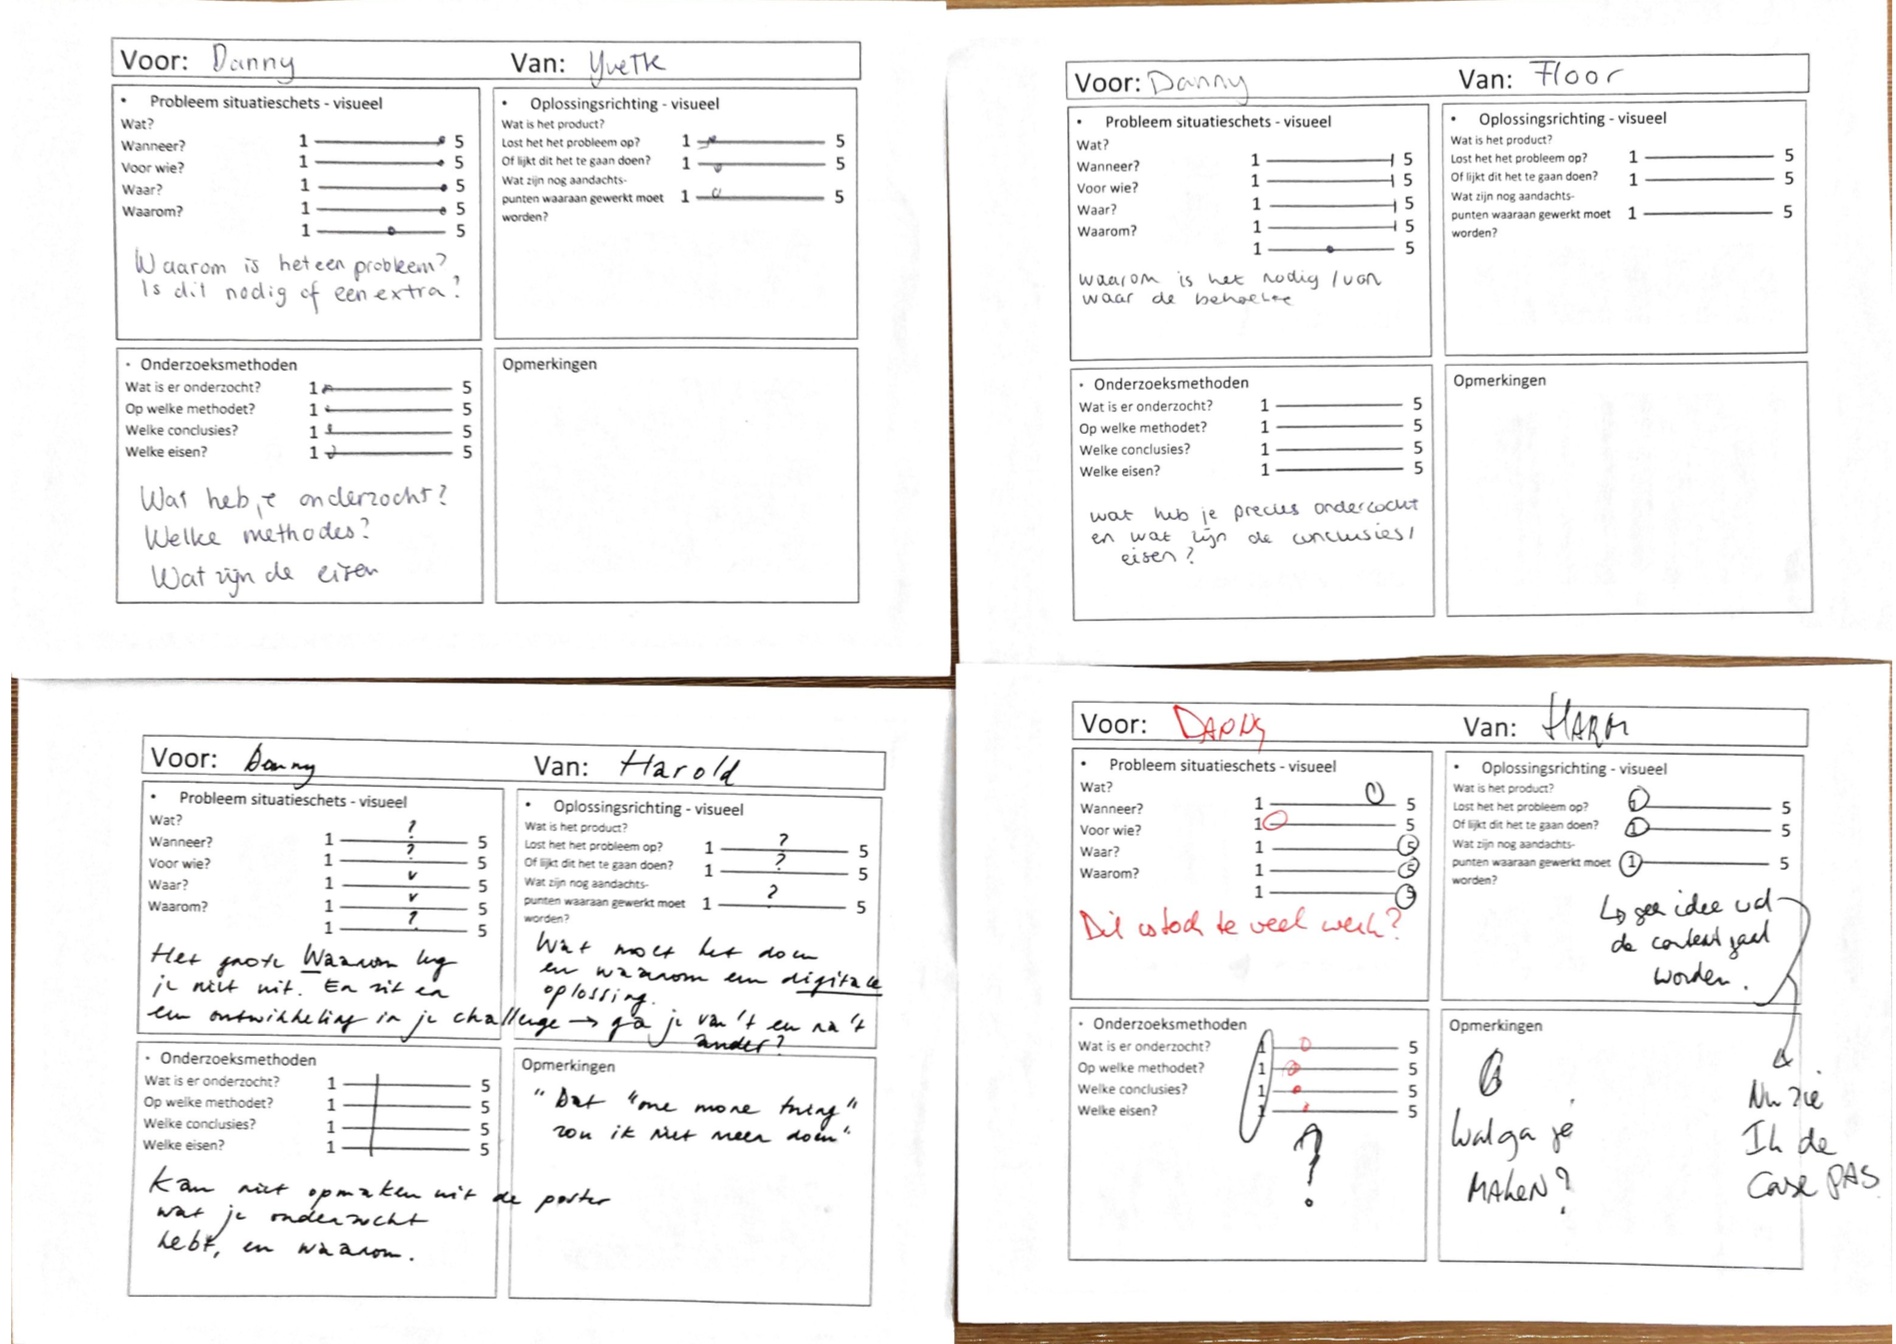 Voor: Danny Van: Yvette
• Probleem situatieschets - visueel
Wat?
Wanneer? 1 5
Voor wie? 1 5
Waar? 1 5
Waarom? 1 5
1 5
Waarom is het een probleem?
Is dit nodig of een extra?
• Oplossingsrichting - visueel
Wat is het product?
Lost het het probleem op? 1 5
Of lijkt dit het te gaan doen? 1 5
Wat zijn nog aandachts-
punten waaraan gewerkt moet 1 5
worden?
• Onderzoeksmethoden
Wat is er onderzocht? 1 5
Op welke methodet? 1 5
Welke conclusies? 1 5
Welke eisen? 1 5
Wat heb je onderzocht?
Welke methodes?
Wat zijn de eisen
Opmerkingen
Voor: Danny Van: Floor
• Probleem situatieschets - visueel
Wat?
Wanneer? 1 5
Voor wie? 1 5
Waar? 1 5
Waarom? 1 5
1 5
waarom is het nodig / van
waar de behoefte
• Oplossingsrichting - visueel
Wat is het product?
Lost het het probleem op? 1 5
Of lijkt dit het te gaan doen? 1 5
Wat zijn nog aandachts-
punten waaraan gewerkt moet 1 5
worden?
• Onderzoeksmethoden
Wat is er onderzocht? 1 5
Op welke methodet? 1 5
Welke conclusies? 1 5
Welke eisen? 1 5
wat heb je precies onderzocht
en wat zijn de conclusies /
eisen?
Opmerkingen
Voor: Danny Van: Harold
• Probleem situatieschets - visueel
Wat?
Wanneer? 1 ? 5
Voor wie? 1 ? 5
Waar? 1 v 5
Waarom? 1 v 5
1 ? 5
Het grote Waarom leg
je niet uit. En zit er
een ontwikkeling in je challenge → ga je van 't en na 't
ander?
• Oplossingsrichting - visueel
Wat is het product?
Lost het het probleem op? 1 ? 5
Of lijkt dit het te gaan doen? 1 ? 5
Wat zijn nog aandachts-
punten waaraan gewerkt moet 1 ? 5
worden?
Wat moet het doen
en waarom een digitale
oplossing.
• Onderzoeksmethoden
Wat is er onderzocht? 1 5
Op welke methodet? 1 5
Welke conclusies? 1 5
Welke eisen? 1 5
Kan niet opmaken uit de poster
wat je onderzocht
hebt, en waarom.
Opmerkingen
"Dat "one more thing"
zou ik niet meer doen"
Voor: DANNY Van: HARM
• Probleem situatieschets - visueel
Wat?
Wanneer? 1 5
Voor wie? 1 5
Waar? 1 5
Waarom? 1 5
1 5
Dit is toch te veel werk?
• Oplossingsrichting - visueel
Wat is het product?
Lost het het probleem op? 1 5
Of lijkt dit het te gaan doen? 1 5
Wat zijn nog aandachts-
punten waaraan gewerkt moet 1 5
worden?
↳ geen idee wat
de content gaat
worden.
• Onderzoeksmethoden
Wat is er onderzocht? 1 5
Op welke methodet? 1 5
Welke conclusies? 1 5
Welke eisen? 1 5
?
Opmerkingen
Wat ga je
MAKEN?
Nu zie
Ik de
Case PAS